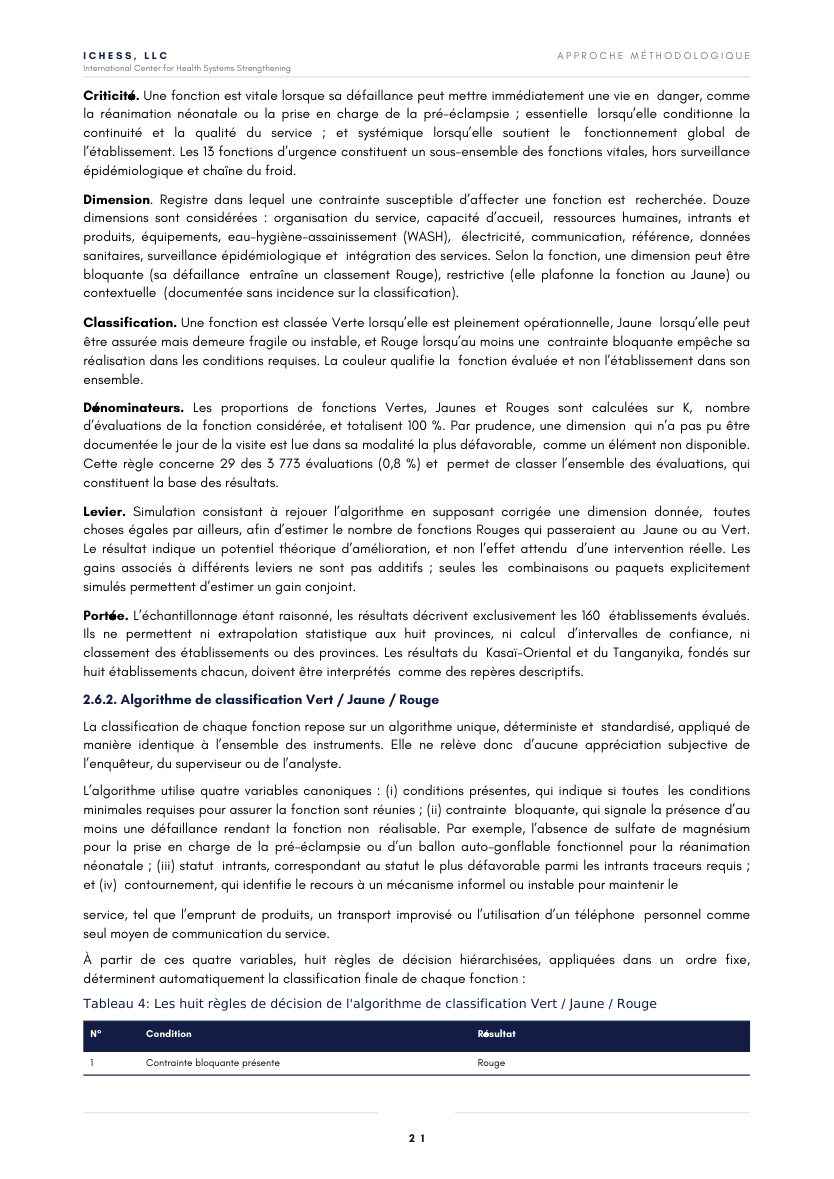 ICHESS, LLC
International Center for Health Systems Strengthening
APPROCHE MÉTHODOLOGIQUE
Criticité. Une fonction est vitale lorsque sa défaillance peut mettre immédiatement une vie en danger, comme
la réanimation néonatale ou la prise en charge de la pré-éclampsie ; essentielle lorsqu’elle conditionne la
continuité et la qualité du service ; et systémique lorsqu’elle soutient le fonctionnement global de
l’établissement. Les 13 fonctions d’urgence constituent un sous-ensemble des fonctions vitales, hors surveillance
épidémiologique et chaîne du froid.
Dimension. Registre dans lequel une contrainte susceptible d’affecter une fonction est recherchée. Douze
dimensions sont considérées : organisation du service, capacité d’accueil, ressources humaines, intrants et
produits, équipements, eau-hygiène-assainissement (WASH), électricité, communication, référence, données
sanitaires, surveillance épidémiologique et intégration des services. Selon la fonction, une dimension peut être
bloquante (sa défaillance entraîne un classement Rouge), restrictive (elle plafonne la fonction au Jaune) ou
contextuelle (documentée sans incidence sur la classification).
Classification. Une fonction est classée Verte lorsqu’elle est pleinement opérationnelle, Jaune lorsqu’elle peut
être assurée mais demeure fragile ou instable, et Rouge lorsqu’au moins une contrainte bloquante empêche sa
réalisation dans les conditions requises. La couleur qualifie la fonction évaluée et non l’établissement dans son
ensemble.
Dénominateurs. Les proportions de fonctions Vertes, Jaunes et Rouges sont calculées sur K, nombre
d’évaluations de la fonction considérée, et totalisent 100 %. Par prudence, une dimension qui n’a pas pu être
documentée le jour de la visite est lue dans sa modalité la plus défavorable, comme un élément non disponible.
Cette règle concerne 29 des 3 773 évaluations (0,8 %) et permet de classer l’ensemble des évaluations, qui
constituent la base des résultats.
Levier. Simulation consistant à rejouer l’algorithme en supposant corrigée une dimension donnée, toutes
choses égales par ailleurs, afin d’estimer le nombre de fonctions Rouges qui passeraient au Jaune ou au Vert.
Le résultat indique un potentiel théorique d’amélioration, et non l’effet attendu d’une intervention réelle. Les
gains associés à différents leviers ne sont pas additifs ; seules les combinaisons ou paquets explicitement
simulés permettent d’estimer un gain conjoint.
Portée. L’échantillonnage étant raisonné, les résultats décrivent exclusivement les 160 établissements évalués.
Ils ne permettent ni extrapolation statistique aux huit provinces, ni calcul d’intervalles de confiance, ni
classement des établissements ou des provinces. Les résultats du Kasaï-Oriental et du Tanganyika, fondés sur
huit établissements chacun, doivent être interprétés comme des repères descriptifs.
2.6.2. Algorithme de classification Vert / Jaune / Rouge
La classification de chaque fonction repose sur un algorithme unique, déterministe et standardisé, appliqué de
manière identique à l’ensemble des instruments. Elle ne relève donc d’aucune appréciation subjective de
l’enquêteur, du superviseur ou de l’analyste.
L’algorithme utilise quatre variables canoniques : (i) conditions présentes, qui indique si toutes les conditions
minimales requises pour assurer la fonction sont réunies ; (ii) contrainte bloquante, qui signale la présence d’au
moins une défaillance rendant la fonction non réalisable. Par exemple, l’absence de sulfate de magnésium
pour la prise en charge de la pré-éclampsie ou d’un ballon auto-gonflable fonctionnel pour la réanimation
néonatale ; (iii) statut intrants, correspondant au statut le plus défavorable parmi les intrants traceurs requis ;
et (iv) contournement, qui identifie le recours à un mécanisme informel ou instable pour maintenir le
service, tel que l’emprunt de produits, un transport improvisé ou l’utilisation d’un téléphone personnel comme
seul moyen de communication du service.
À partir de ces quatre variables, huit règles de décision hiérarchisées, appliquées dans un ordre fixe,
déterminent automatiquement la classification finale de chaque fonction :
Tableau 4: Les huit règles de décision de l'algorithme de classification Vert / Jaune / Rouge
N° Condition Résultat
1 Contrainte bloquante présente Rouge
21